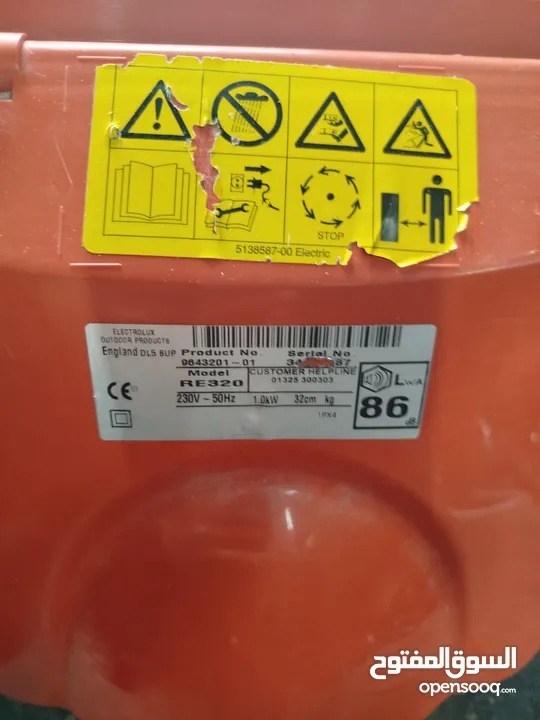 STOP
5138587-00 Electric
ELECTROLUX
OUTDOOR PRODUCTS
England DL5 6UP Product No. Serial No.
9643201-01
Model CUSTOMER HELPLINE
RE320 01325 300303
CE
230V ~ 50Hz 1.0kW 32cm kg
LWA
86
dB
السوق المفتوح
opensooq.com